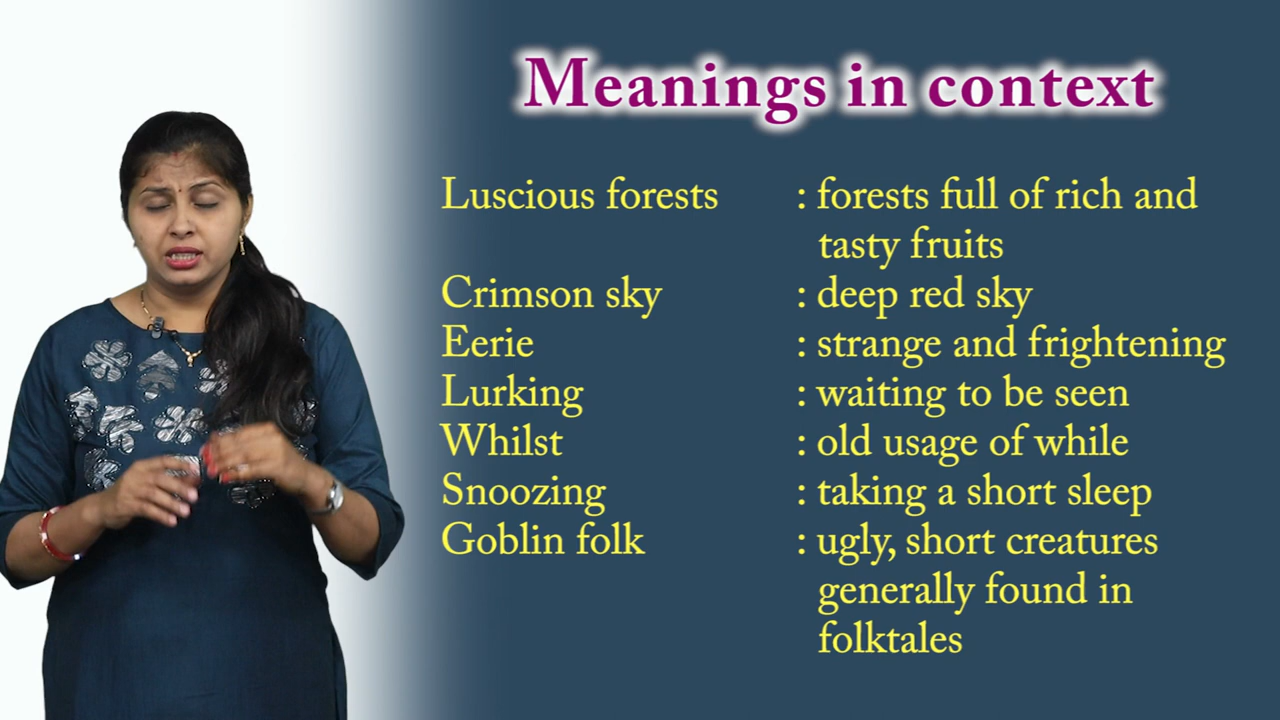 Meanings in context
Luscious forests : forests full of rich and
tasty fruits
Crimson sky : deep red sky
Eerie : strange and frightening
Lurking : waiting to be seen
Whilst : old usage of while
Snoozing : taking a short sleep
Goblin folk : ugly, short creatures
generally found in
folktales